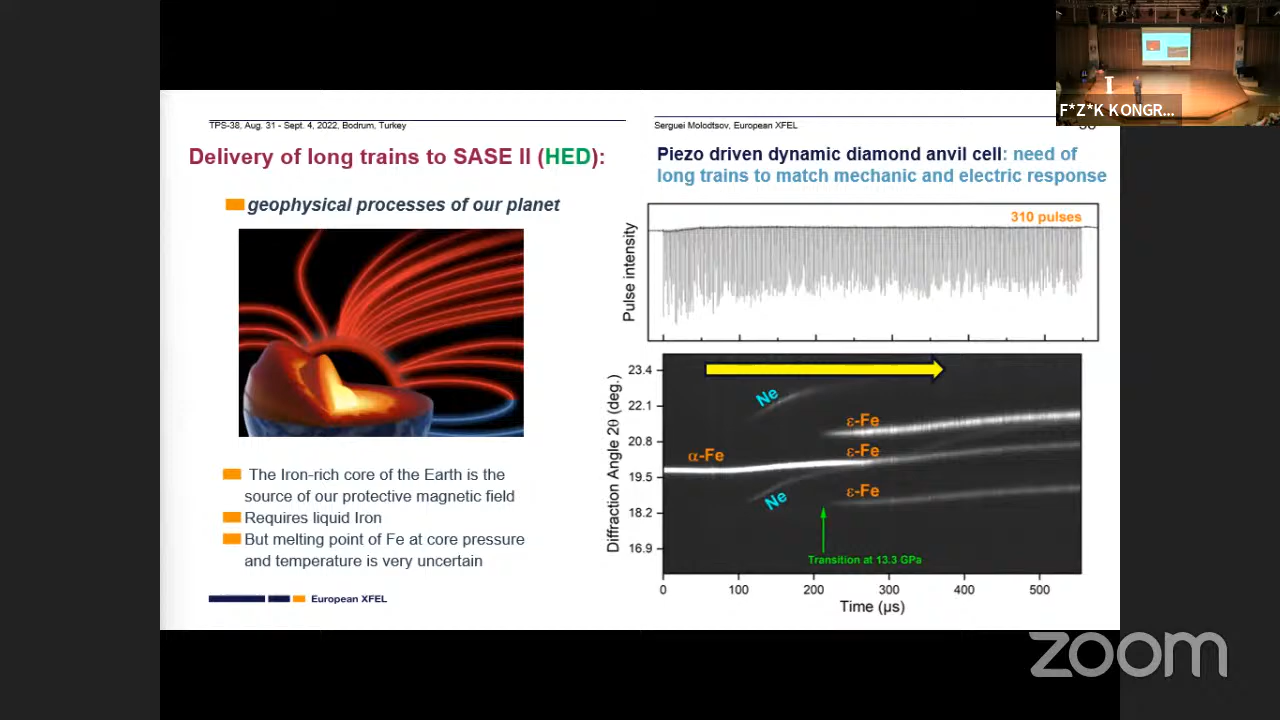 F*Z*K KONGR...
TPS-38, Aug. 31 - Sept. 4, 2022, Bodrum, Turkey
Serguei Molodtsov, European XFEL
Delivery of long trains to SASE II (HED):
geophysical processes of our planet
The Iron-rich core of the Earth is the
source of our protective magnetic field
Requires liquid Iron
But melting point of Fe at core pressure
and temperature is very uncertain
European XFEL
Piezo driven dynamic diamond anvil cell: need of
long trains to match mechanic and electric response
310 pulses
Pulse intensity
Diffraction Angle 2θ (deg.)
23.4
22.1
20.8
19.5
18.2
16.9
Ne
ε-Fe
α-Fe
ε-Fe
Ne
ε-Fe
Transition at 13.3 GPa
0
100
200
300
400
500
Time (µs)
zoom